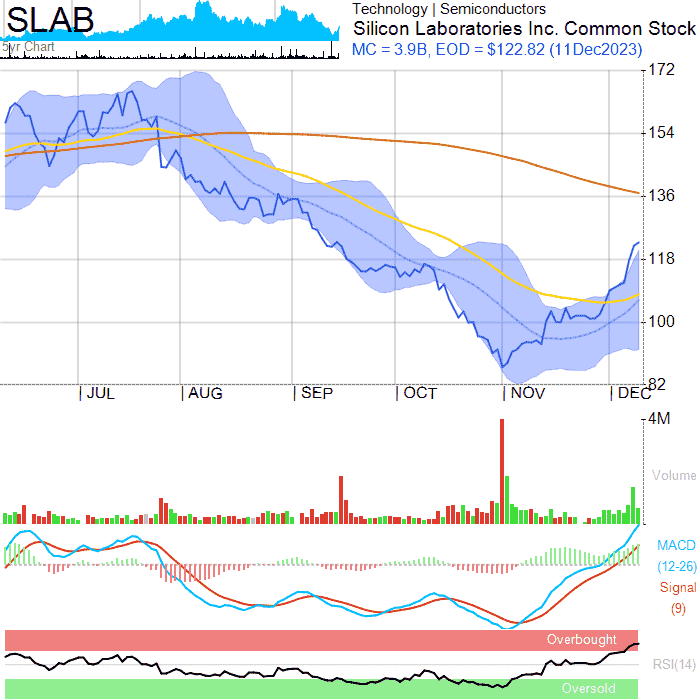 SLAB
5yr Chart
Technology | Semiconductors
Silicon Laboratories Inc. Common Stock
MC = 3.9B, EOD = $122.82 (11Dec2023)
172
154
136
118
100
82
JUL
AUG
SEP
OCT
NOV
DEC
4M
Volume
MACD
(12-26)
Signal
(9)
Overbought
RSI(14)
Oversold